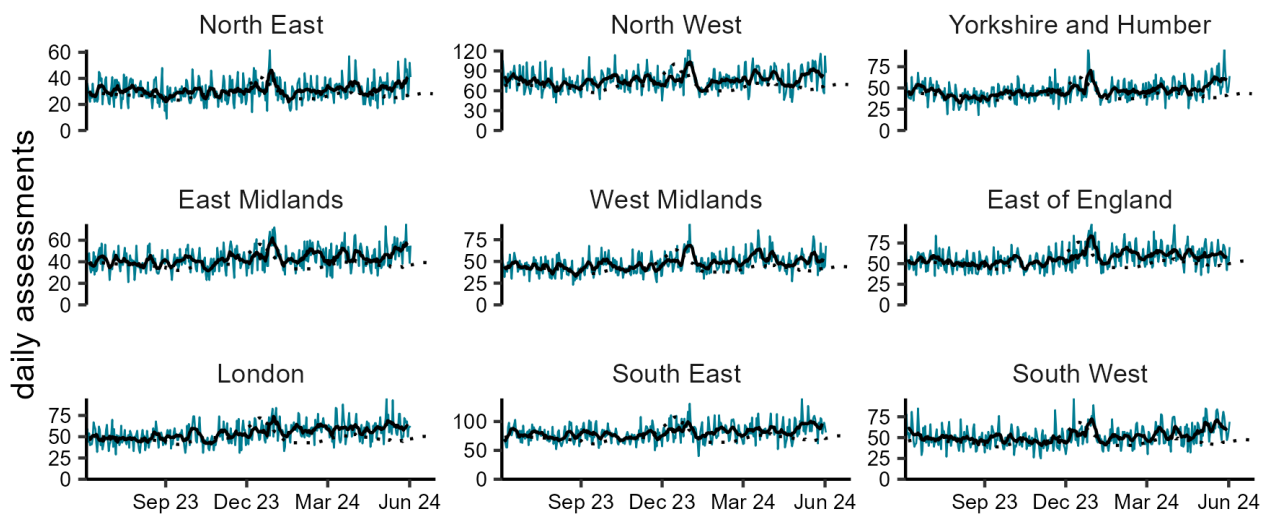 North East
North West
Yorkshire and Humber
60
40
20
0
120
90
60
30
0
75
50
25
0
daily assessments
East Midlands
West Midlands
East of England
60
40
20
0
75
50
25
0
75
50
25
0
London
South East
South West
75
50
25
0
100
50
0
75
50
25
0
Sep 23 Dec 23 Mar 24 Jun 24
Sep 23 Dec 23 Mar 24 Jun 24
Sep 23 Dec 23 Mar 24 Jun 24